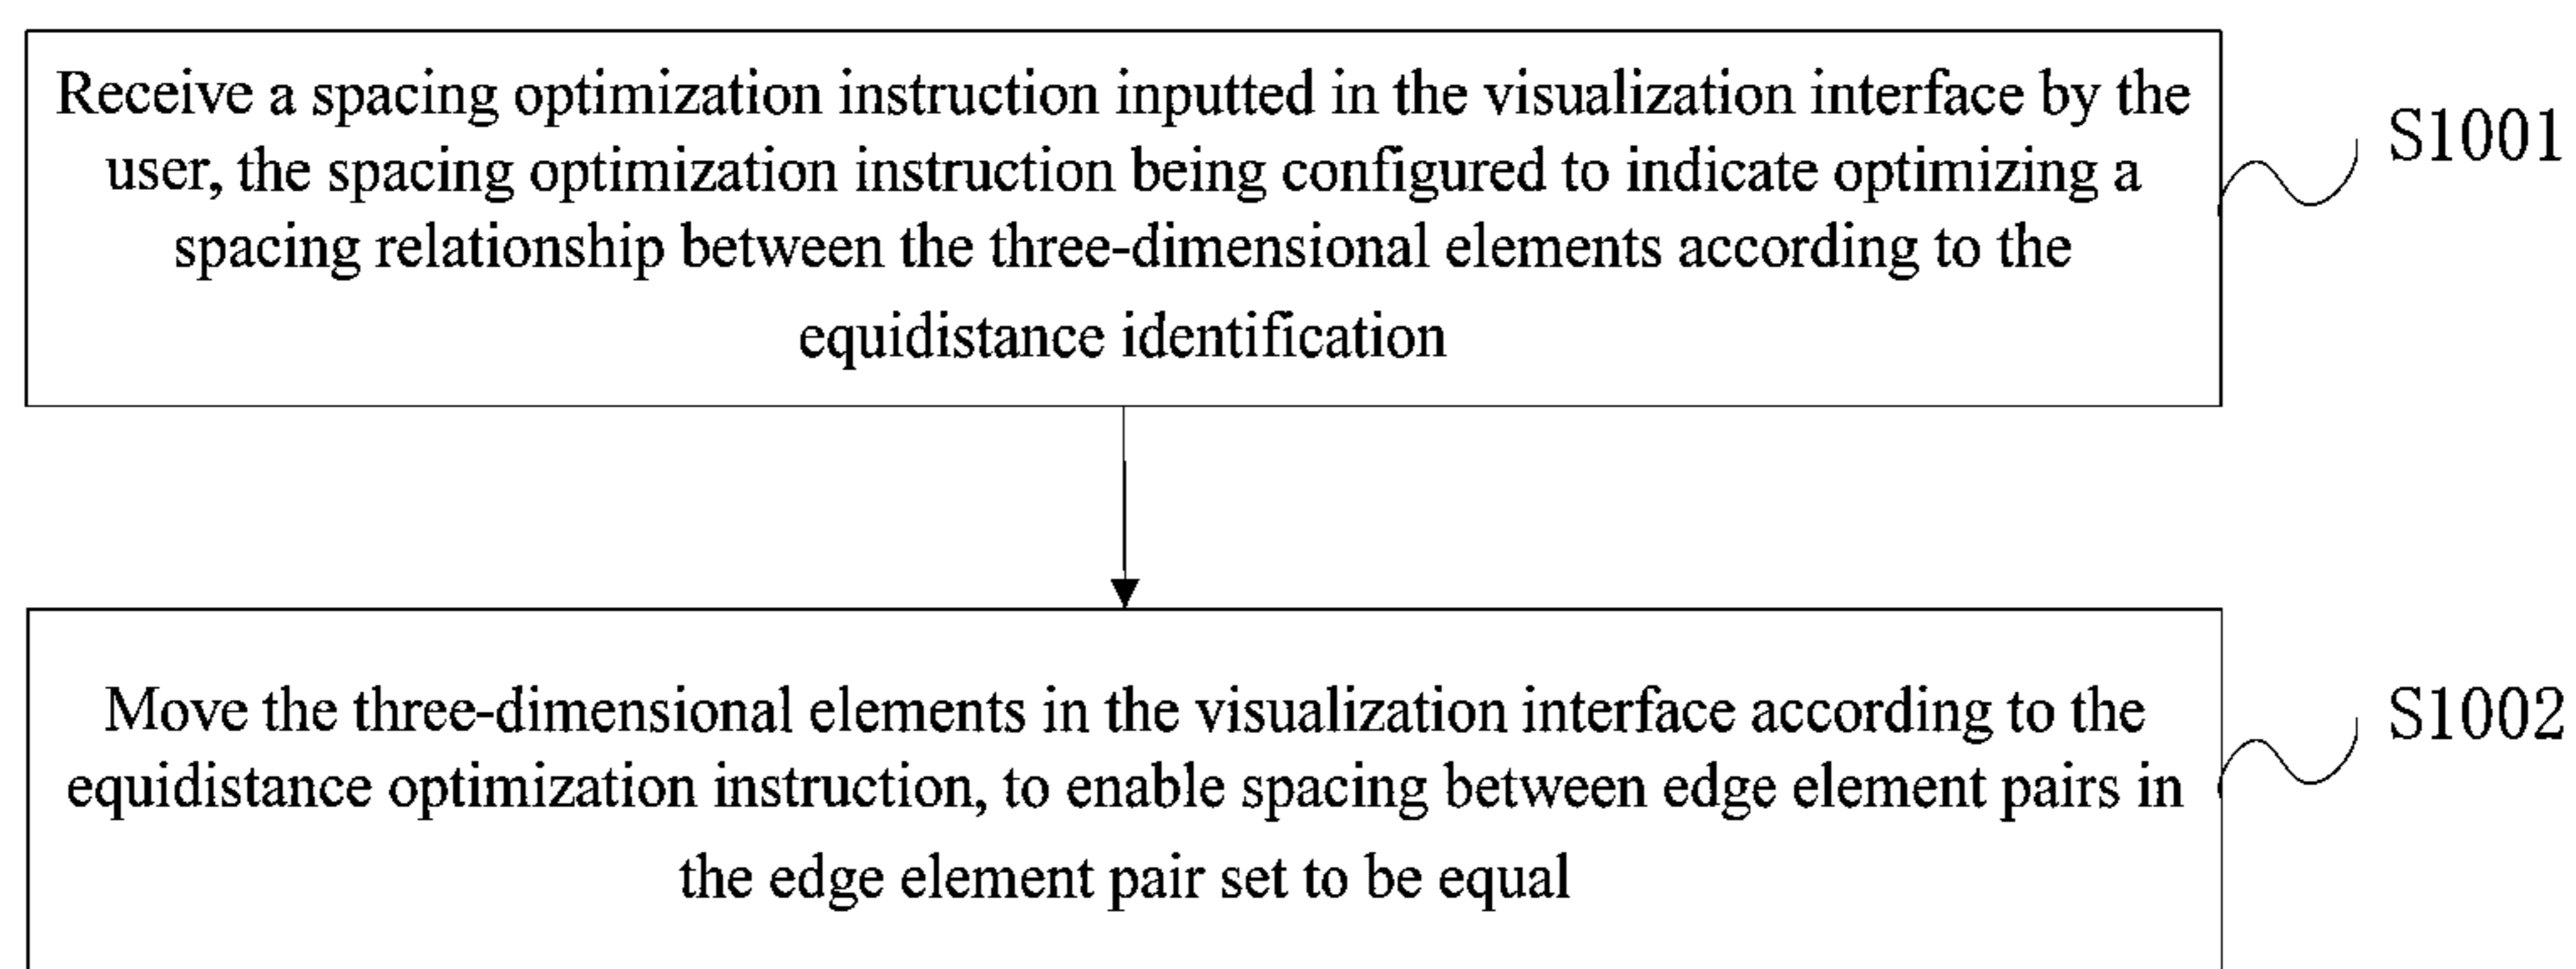 Receive a spacing optimization instruction inputted in the visualization interface by the
user, the spacing optimization instruction being configured to indicate optimizing a
spacing relationship between the three-dimensional elements according to the
equidistance identification
S1001
Move the three-dimensional elements in the visualization interface according to the
equidistance optimization instruction, to enable spacing between edge element pairs in
the edge element pair set to be equal
S1002